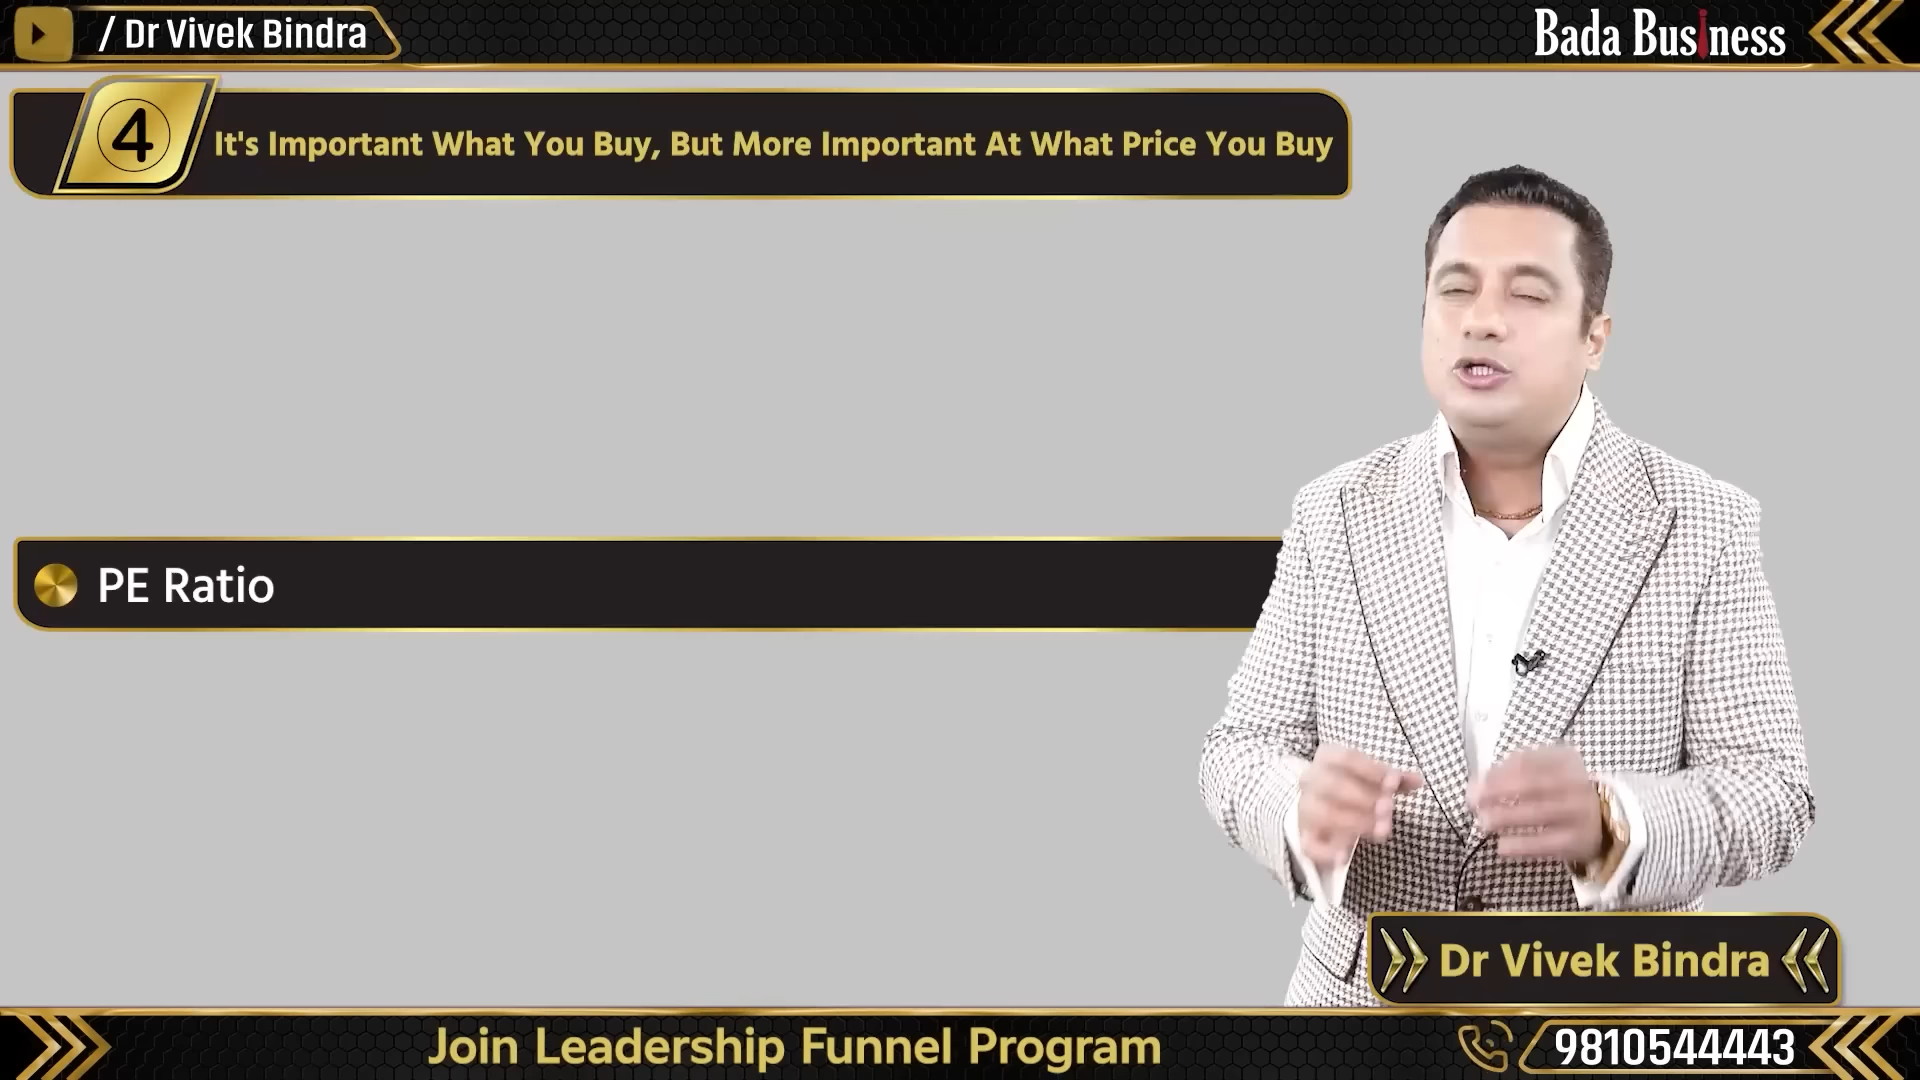 / Dr Vivek Bindra
Bada Business
4
It's Important What You Buy, But More Important At What Price You Buy
PE Ratio
Dr Vivek Bindra
Join Leadership Funnel Program
9810544443